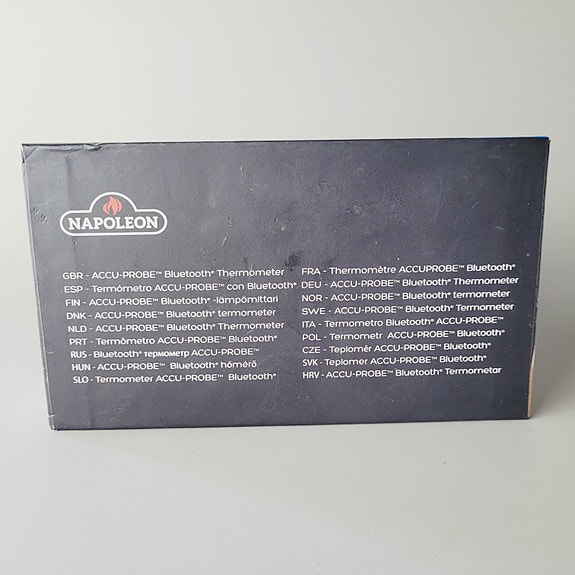 NAPOLEON
GBR - ACCU-PROBE™ Bluetooth® Thermometer
ESP - Termómetro ACCU-PROBE™ con Bluetooth®
FIN - ACCU-PROBE™ Bluetooth® -lämpömittari
DNK - ACCU-PROBE™ Bluetooth® termometer
NLD - ACCU-PROBE™ Bluetooth® Thermometer
PRT - Termômetro ACCU-PROBE™ Bluetooth®
RUS - Bluetooth® термометр ACCU-PROBE™
HUN - ACCU-PROBE™ Bluetooth® hőmérő
SLO - Termometer ACCU-PROBE™ Bluetooth®
FRA - Thermomètre ACCUPROBE™ Bluetooth®
DEU - ACCU-PROBE™ Bluetooth® Thermometer
NOR - ACCU-PROBE™ Bluetooth® termometer
SWE - ACCU-PROBE™ Bluetooth® Termometer
ITA - Termometro Bluetooth® ACCU-PROBE™
POL - Termometr ACCU-PROBE™ Bluetooth®
CZE - Teploměr ACCU-PROBE™ Bluetooth®
SVK - Teplomer ACCU-PROBE™ Bluetooth®
HRV - ACCU-PROBE™ Bluetooth® Termometar